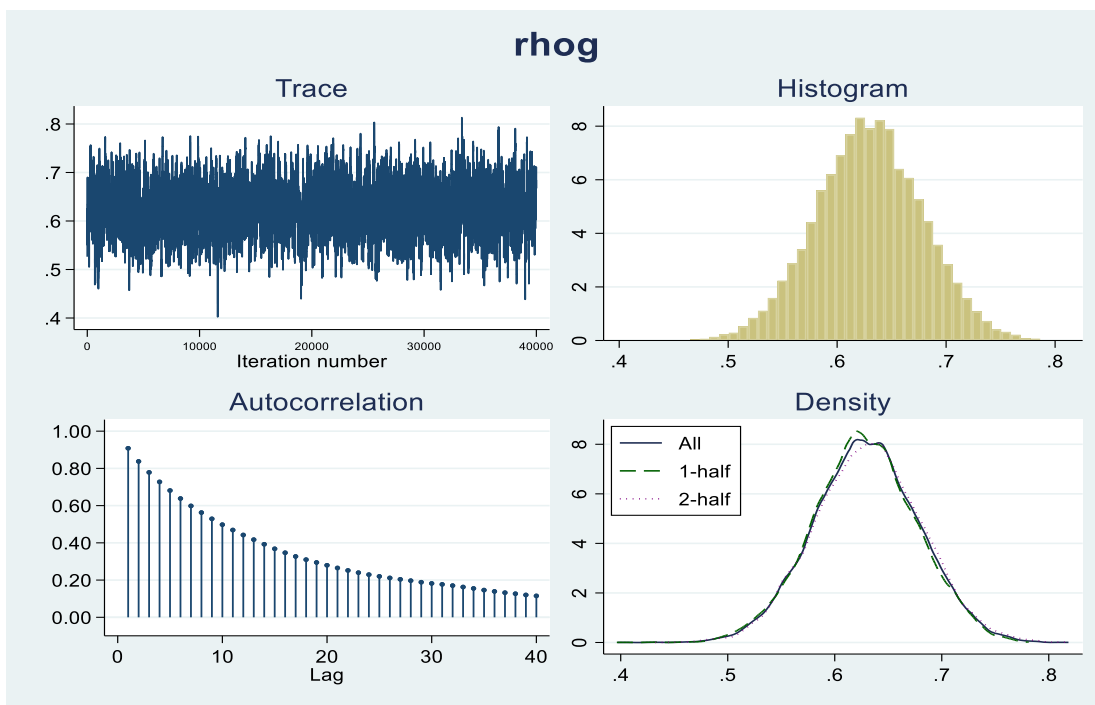 rhog
Trace
.8
.7
.6
.5
.4
0 10000 20000 30000 40000
Iteration number
Histogram
8
6
4
2
0
.4 .5 .6 .7 .8
Autocorrelation
1.00
0.80
0.60
0.40
0.20
0.00
0 10 20 30 40
Lag
Density
All
1-half
2-half
8
6
4
2
0
.4 .5 .6 .7 .8